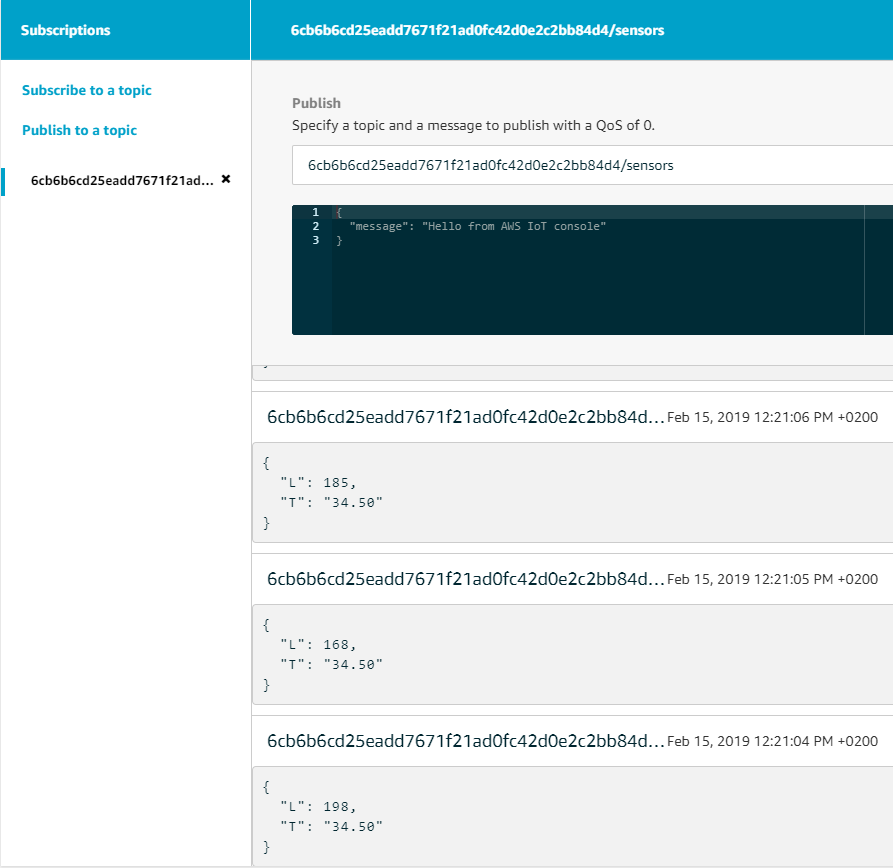 Subscriptions
6cb6b6cd25eadd7671f21ad0fc42d0e2c2bb84d4/sensors
Subscribe to a topic
Publish to a topic
6cb6b6cd25eadd7671f21ad... ✖
Publish
Specify a topic and a message to publish with a QoS of 0.
6cb6b6cd25eadd7671f21ad0fc42d0e2c2bb84d4/sensors
1 {
2 "message": "Hello from AWS IoT console"
3 }
6cb6b6cd25eadd7671f21ad0fc42d0e2c2bb84d... Feb 15, 2019 12:21:06 PM +0200
{
"L": 185,
"T": "34.50"
}
6cb6b6cd25eadd7671f21ad0fc42d0e2c2bb84d... Feb 15, 2019 12:21:05 PM +0200
{
"L": 168,
"T": "34.50"
}
6cb6b6cd25eadd7671f21ad0fc42d0e2c2bb84d... Feb 15, 2019 12:21:04 PM +0200
{
"L": 198,
"T": "34.50"
}